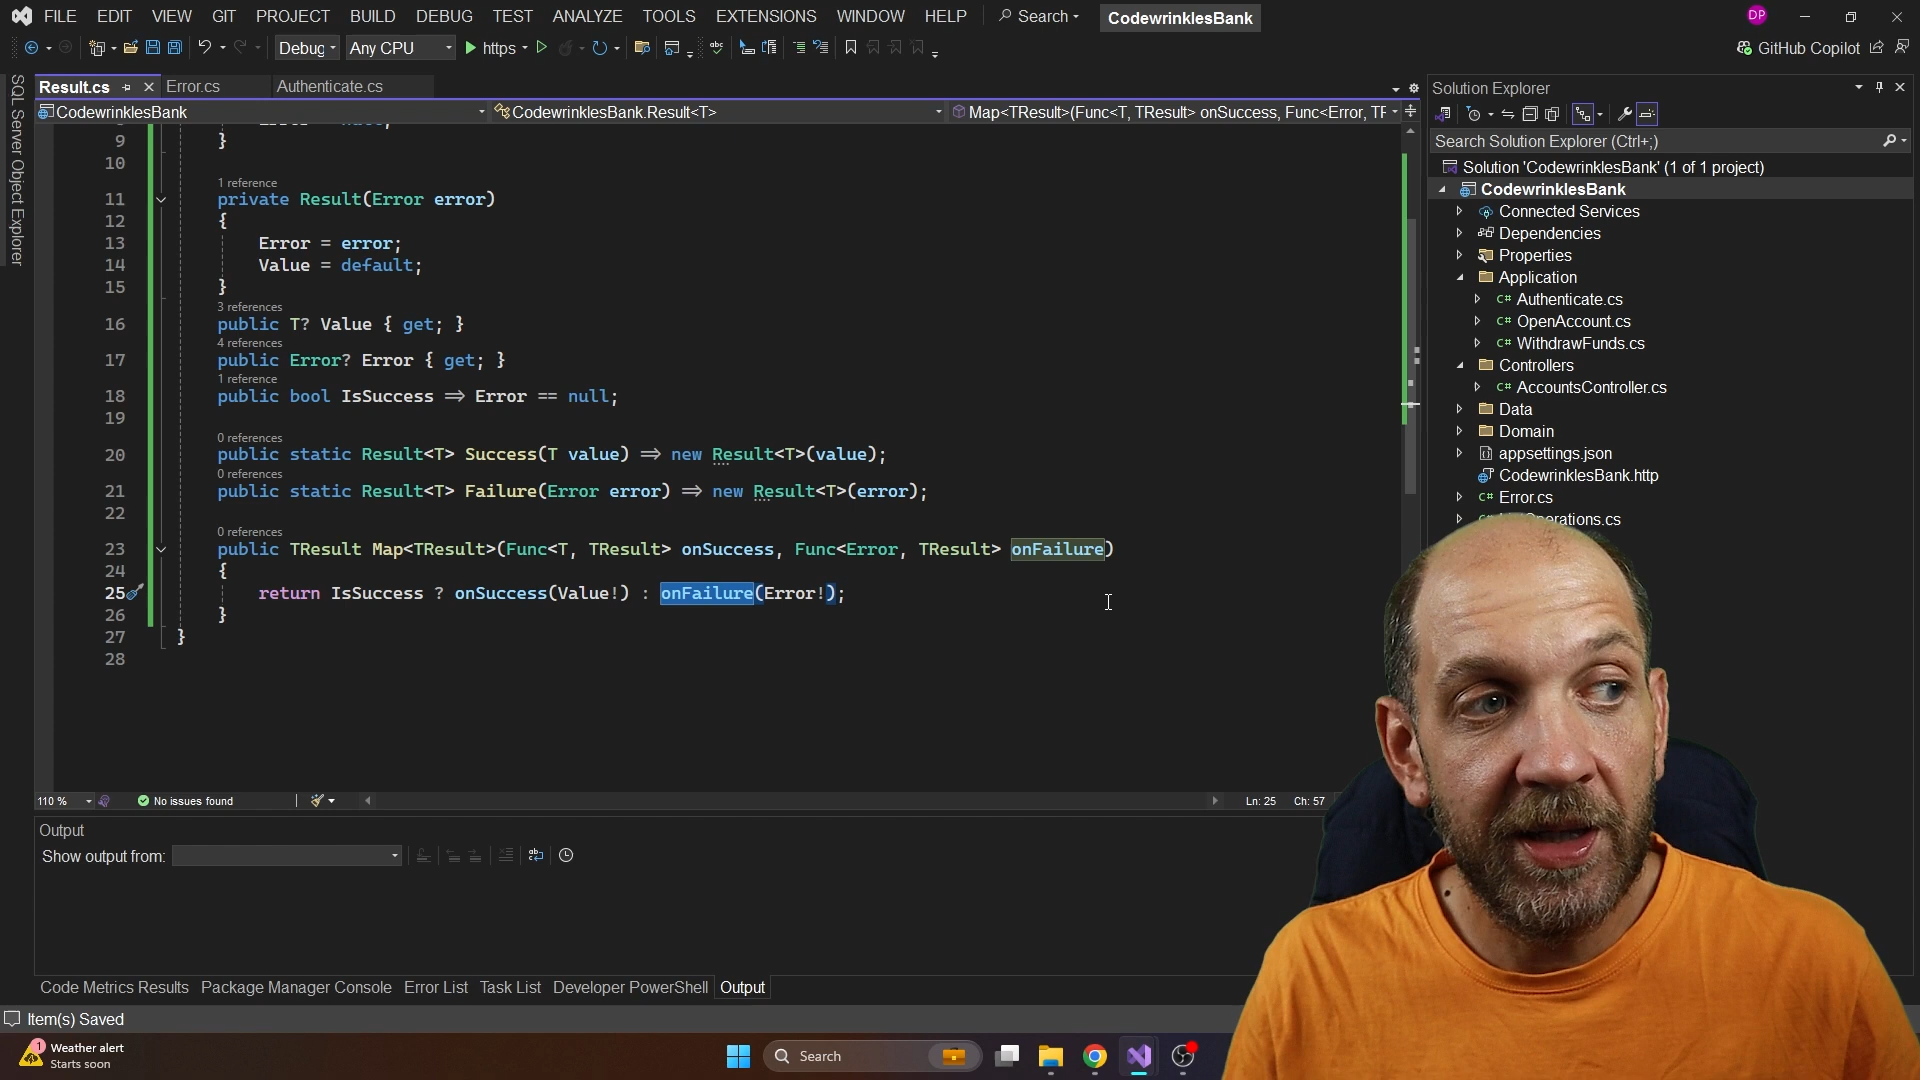 FILE EDIT VIEW GIT PROJECT BUILD DEBUG TEST ANALYZE TOOLS EXTENSIONS WINDOW HELP Search CodewrinklesBank DP
Debug Any CPU https GitHub Copilot
SQL Server Object Explorer
Result.cs Error.cs Authenticate.cs
CodewrinklesBank CodewrinklesBank.Result<T> Map<TResult>(Func<T, TResult> onSuccess, Func<Error, TF
9 }
10
1 reference
11 private Result(Error error)
12 {
13 Error = error;
14 Value = default;
15 }
3 references
16 public T? Value { get; }
4 references
17 public Error? Error { get; }
1 reference
18 public bool IsSuccess => Error == null;
19
0 references
20 public static Result<T> Success(T value) => new Result<T>(value);
0 references
21 public static Result<T> Failure(Error error) => new Result<T>(error);
22
0 references
23 public TResult Map<TResult>(Func<T, TResult> onSuccess, Func<Error, TResult> onFailure)
24 {
25 return IsSuccess ? onSuccess(Value!) : onFailure(Error!);
26 }
27 }
28
110 % No issues found Ln: 25 Ch: 57
Output
Show output from:
Code Metrics Results Package Manager Console Error List Task List Developer PowerShell Output
Item(s) Saved
Solution Explorer
Search Solution Explorer (Ctrl+;)
Solution 'CodewrinklesBank' (1 of 1 project)
CodewrinklesBank
Connected Services
Dependencies
Properties
Application
C# Authenticate.cs
C# OpenAccount.cs
C# WithdrawFunds.cs
Controllers
C# AccountsController.cs
Data
Domain
appsettings.json
CodewrinklesBank.http
C# Error.cs
1 Weather alert
Starts soon
Search